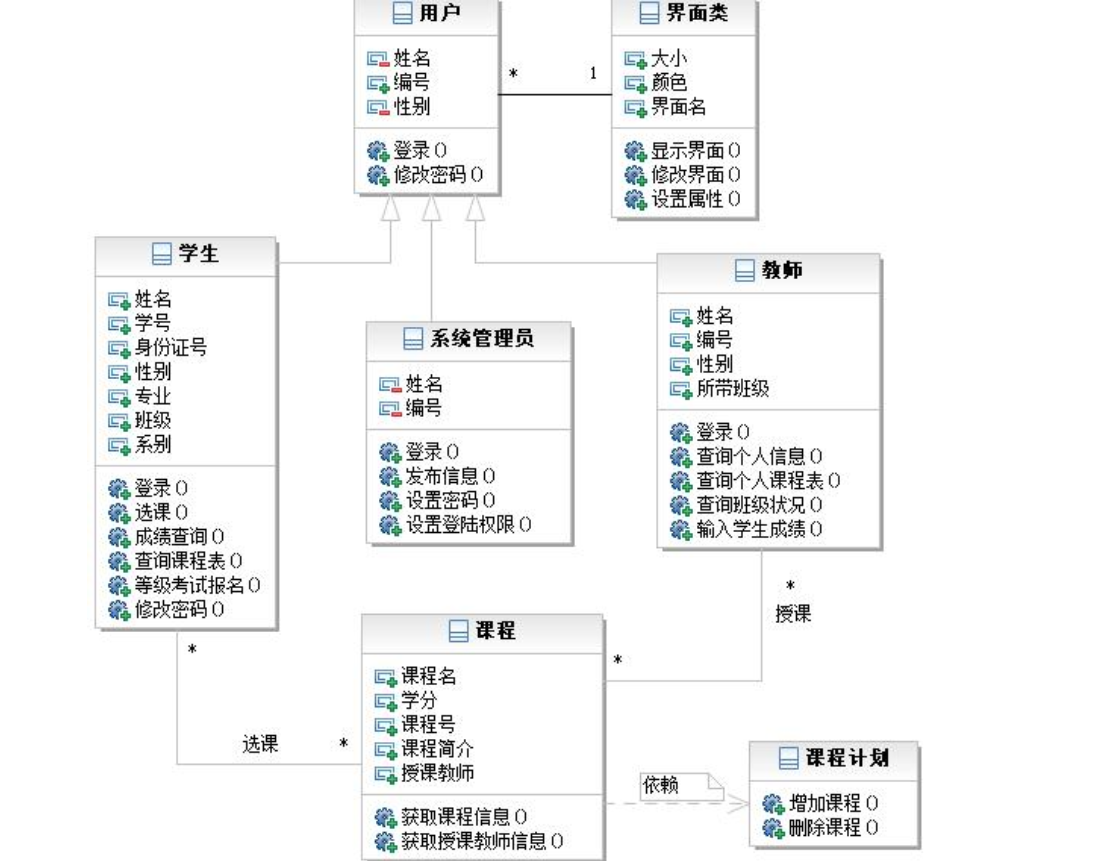 用户
姓名
编号
性别
登录()
修改密码()
*
1
界面类
大小
颜色
界面名
显示界面()
修改界面()
设置属性()
学生
姓名
学号
身份证号
性别
专业
班级
系别
登录()
选课()
成绩查询()
查询课程表()
等级考试报名()
修改密码()
系统管理员
姓名
编号
登录()
发布信息()
设置密码()
设置登陆权限()
教师
姓名
编号
性别
所带班级
登录()
查询个人信息()
查询个人课程表()
查询班级状况()
输入学生成绩()
*
授课
*
*
选课
*
课程
课程名
学分
课程号
课程简介
授课教师
获取课程信息()
获取授课教师信息()
依赖
课程计划
增加课程()
删除课程()